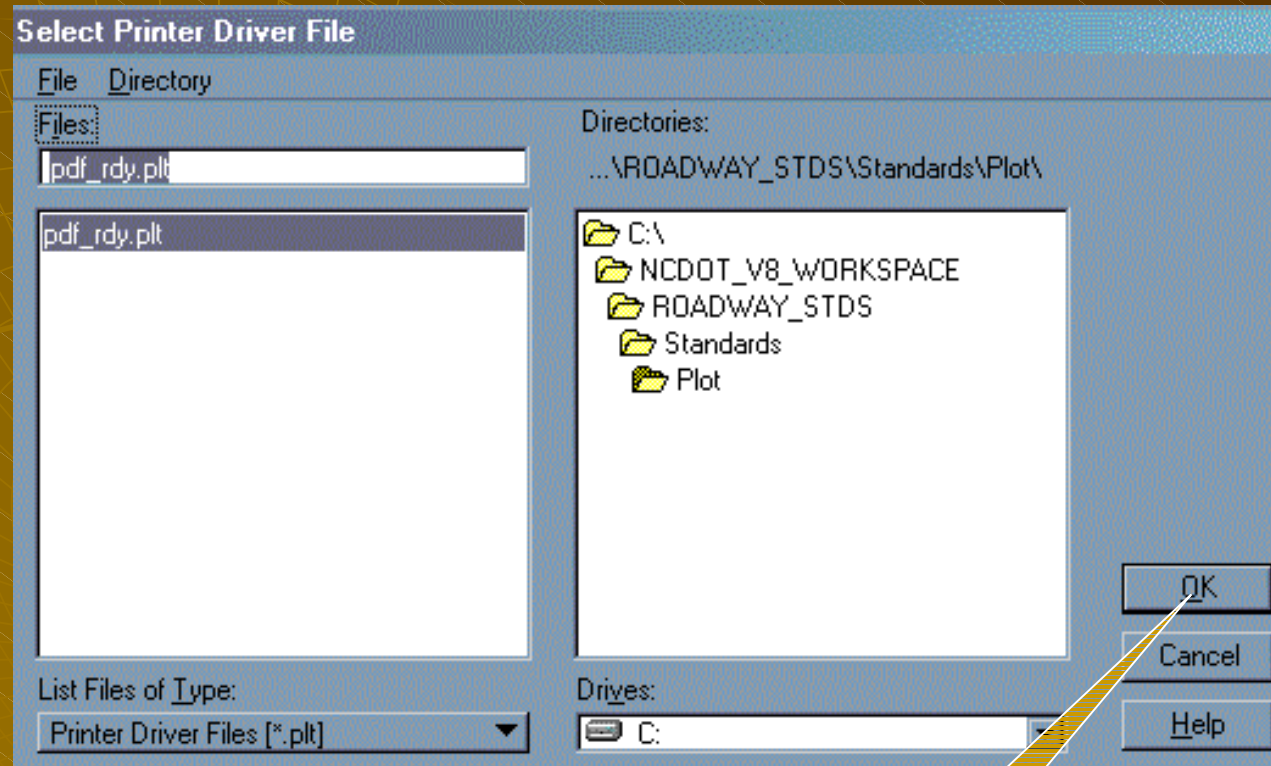 Select Printer Driver File
File Directory
Files:
pdf_rdy.plt
pdf_rdy.plt
List Files of Type:
Printer Driver Files [*.plt]
Directories:
...\ROADWAY_STDS\Standards\Plot\
C:\
NCDOT_V8_WORKSPACE
ROADWAY_STDS
Standards
Plot
Drives:
C:
OK
Cancel
Help